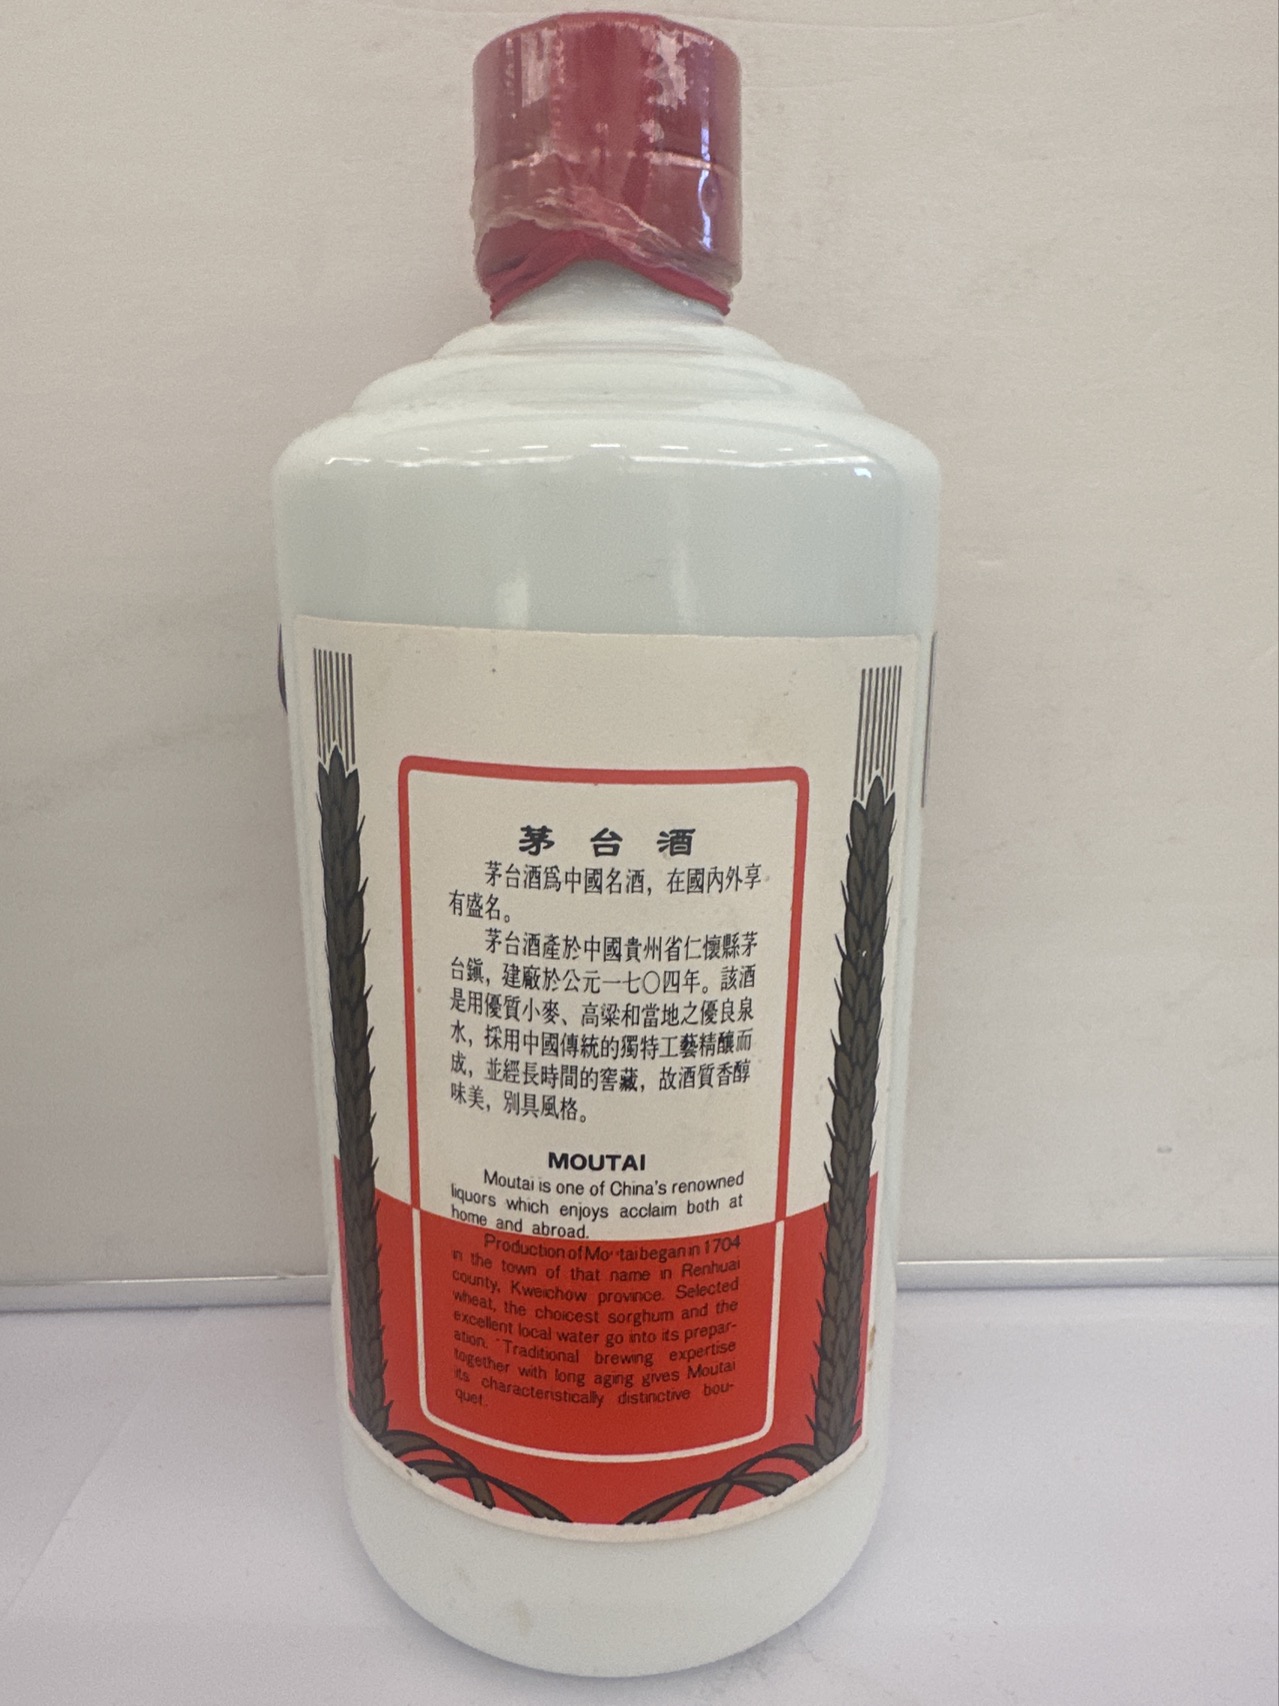 茅台酒
茅台酒爲中國名酒，在國內外享
有盛名。
茅台酒產於中國貴州省仁懷縣茅
台鎭，建廠於公元一七〇四年。該酒
是用優質小麥、高粱和當地之優良泉
水，採用中國傳統的獨特工藝精釀而
成，並經長時間的窖藏，故酒質香醇
味美，別具風格。
MOUTAI
Moutai is one of China's renowned
liquors which enjoys acclaim both at
home and abroad.
Production of Moutai began in 1704
in the town of that name in Renhuai
county, Kweichow province. Selected
wheat, the choicest sorghum and the
excellent local water go into its prepar-
ation. Traditional brewing expertise
together with long aging gives Moutai
its characteristically distinctive bou-
quet.